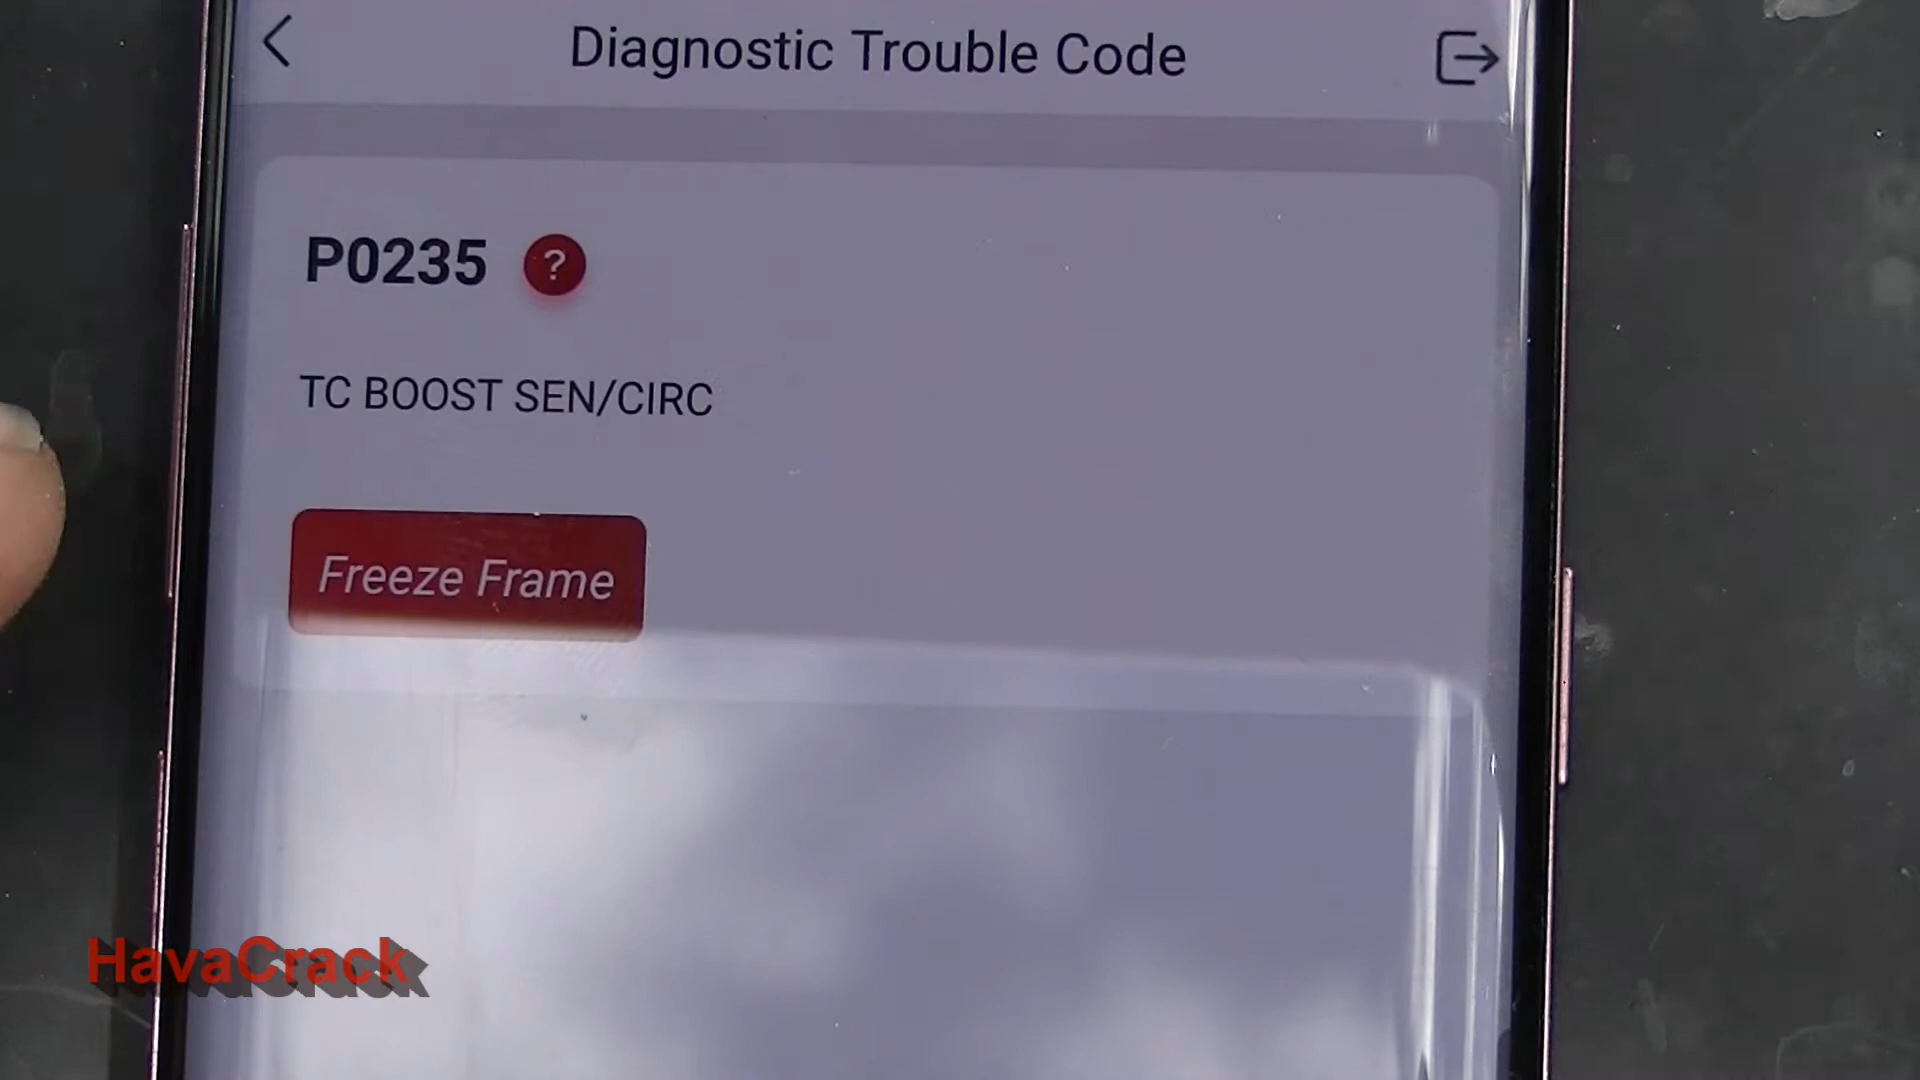 Diagnostic Trouble Code
P0235 ?
TC BOOST SEN/CIRC
Freeze Frame
HavaCrack